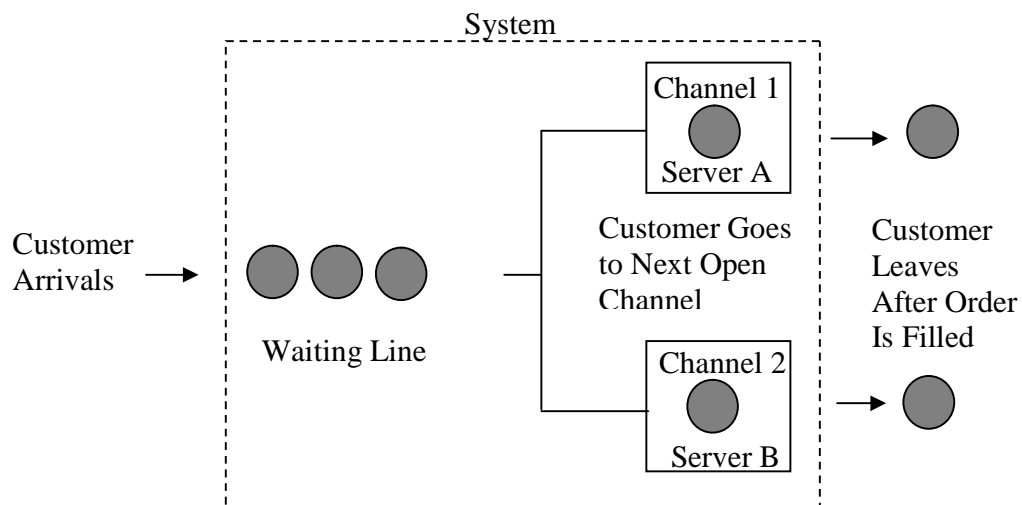 System
Channel 1
Server A
Customer Arrivals
Waiting Line
Customer Goes
to Next Open
Channel
Channel 2
Server B
Customer
Leaves
After Order
Is Filled